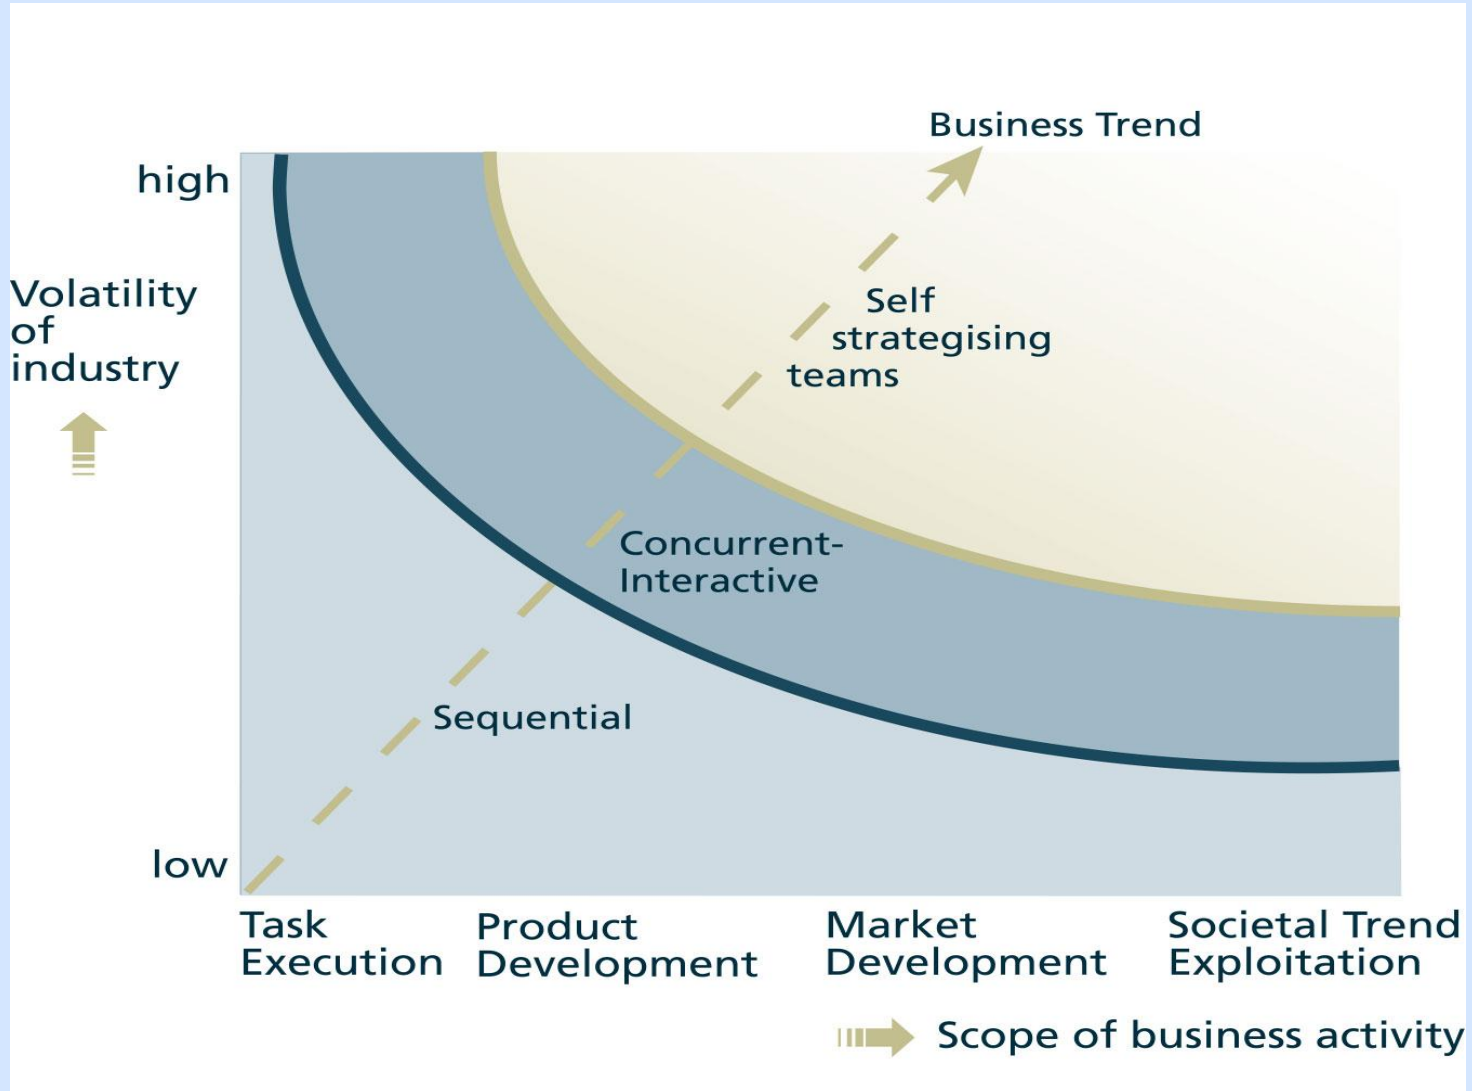 Business Trend
high
Volatility
of
industry
Self
strategising
teams
Concurrent-
Interactive
Sequential
low
Task
Execution
Product
Development
Market
Development
Societal Trend
Exploitation
Scope of business activity